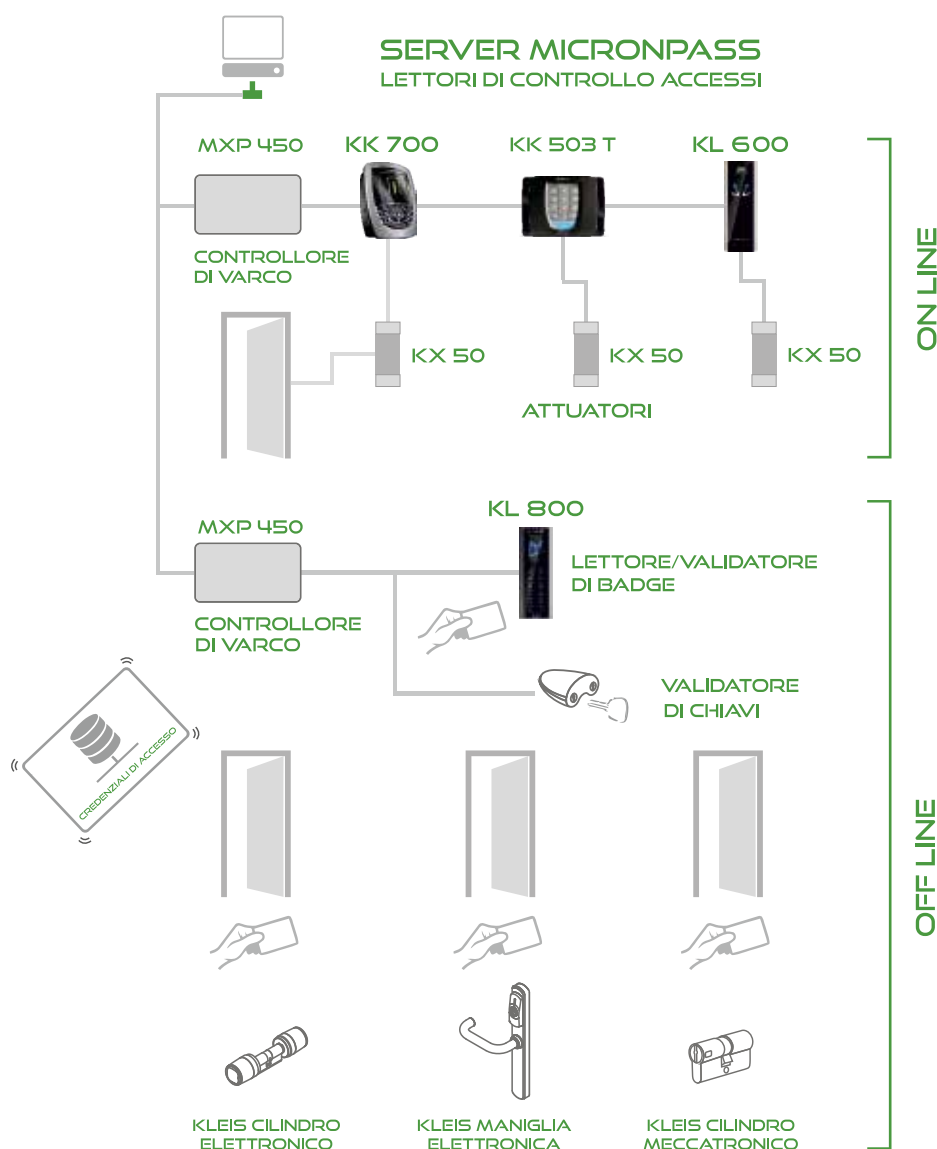 SERVER MICRONPASS
LETTORI DI CONTROLLO ACCESSI
MXP 450
KK 700
KK 503 T
KL 600
CONTROLLORE
DI VARCO
KX 50
KX 50
KX 50
ATTUATORI
ON LINE
MXP 450
KL 800
LETTORE/VALIDATORE
DI BADGE
CONTROLLORE
DI VARCO
VALIDATORE
DI CHIAVI
CREDENZIALI DI ACCESSO
OFF LINE
KLEIS CILINDRO
ELETTRONICO
KLEIS MANIGLIA
ELETTRONICA
KLEIS CILINDRO
MECCATRONICO